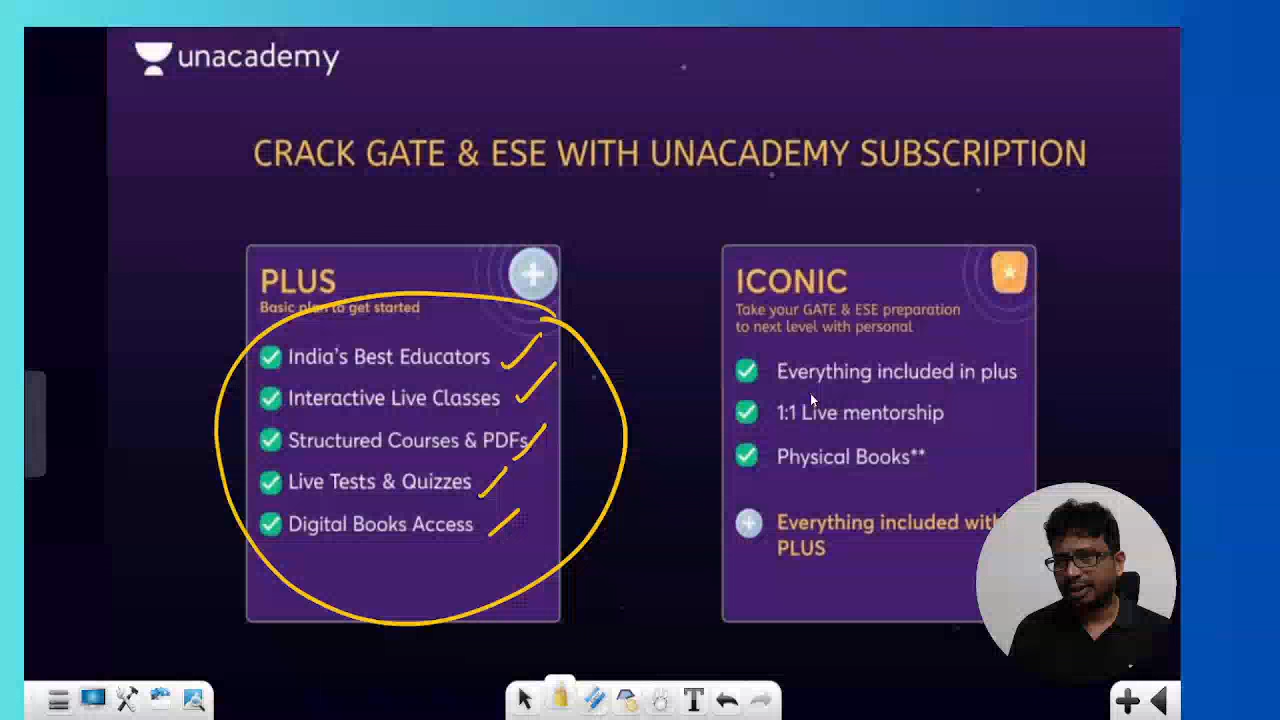 unacademy
CRACK GATE & ESE WITH UNACADEMY SUBSCRIPTION
PLUS
Basic plan to get started
India's Best Educators
Interactive Live Classes
Structured Courses & PDFs
Live Tests & Quizzes
Digital Books Access
ICONIC
Take your GATE & ESE preparation
to next level with personal
Everything included in plus
1:1 Live mentorship
Physical Books**
Everything included with
PLUS
T